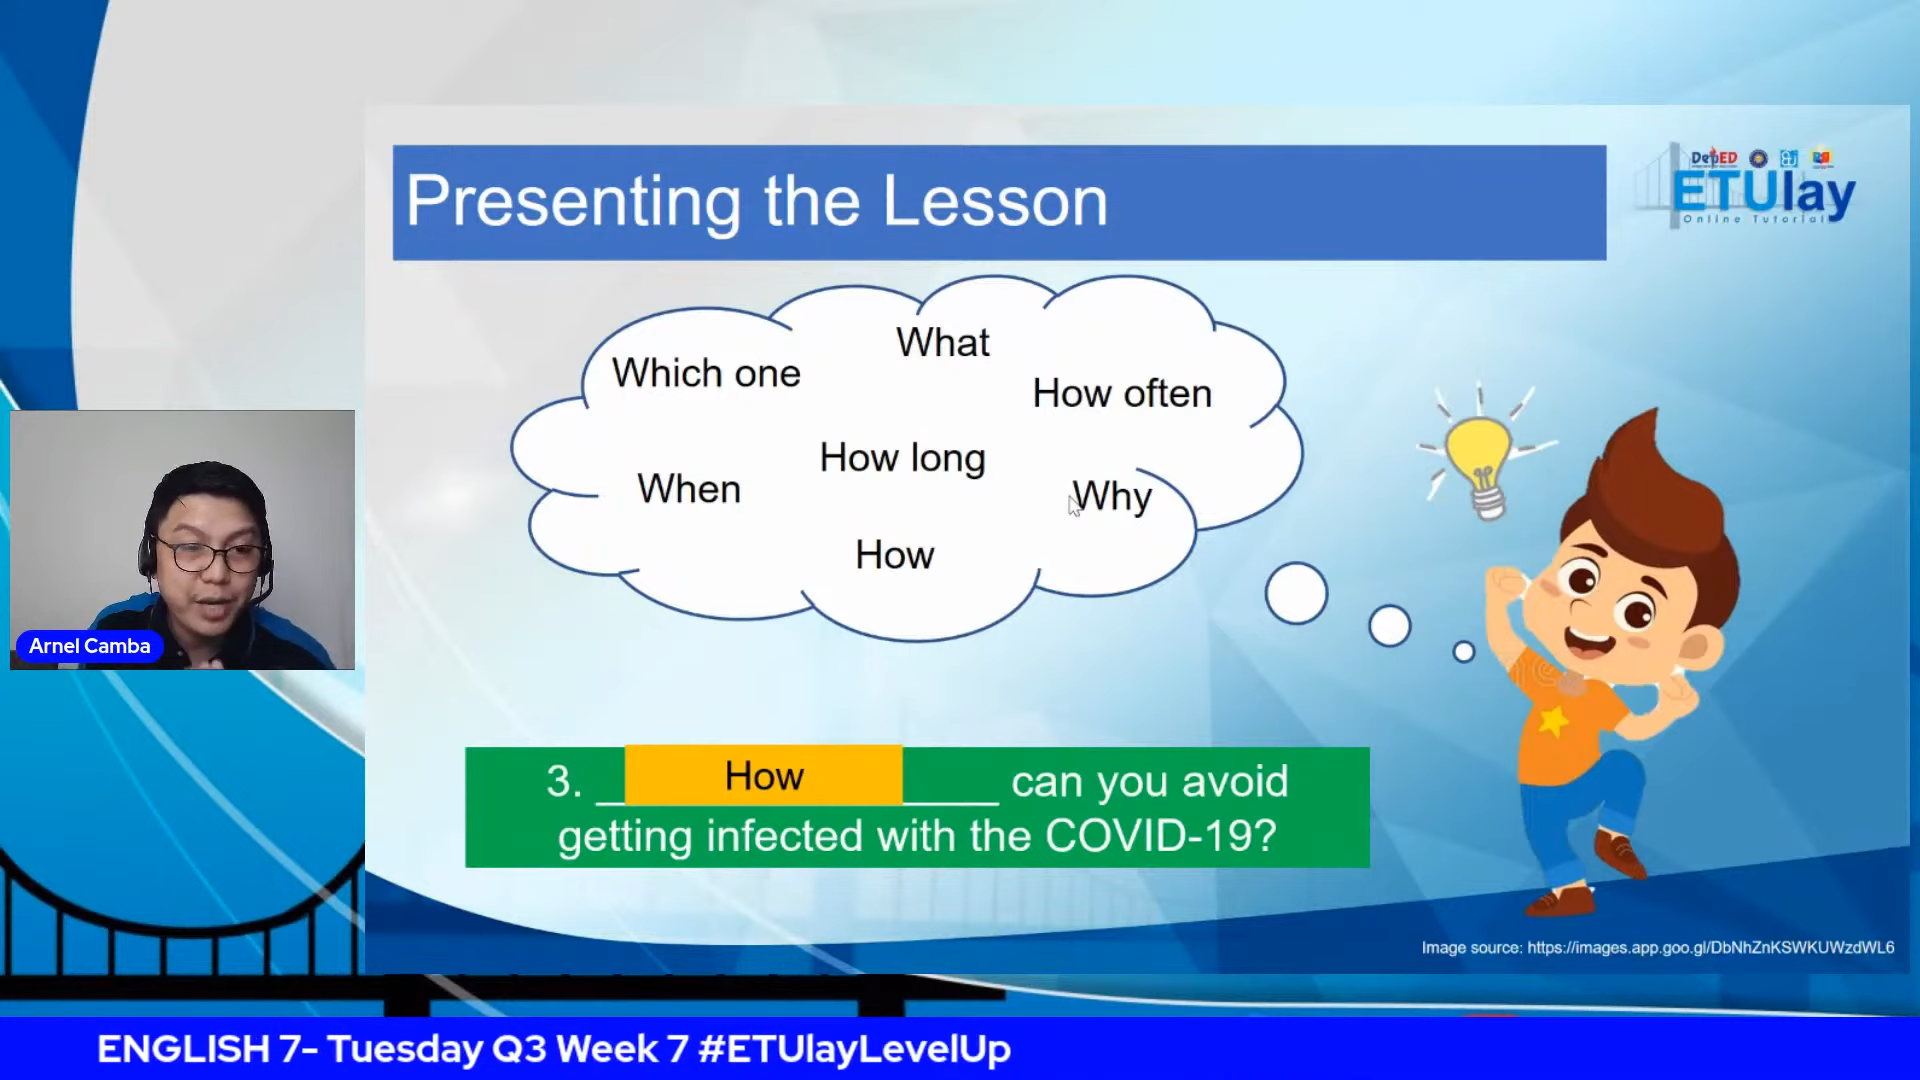 Presenting the Lesson
DepED
ETUlay
Online Tutorial
What
Which one
How often
How long
When
Why
How
Arnel Camba
3. __How____ can you avoid
getting infected with the COVID-19?
Image source: https://images.app.goo.gl/DbNhZnKSWKUWzdWL6
ENGLISH 7- Tuesday Q3 Week 7 #ETUlayLevelUp